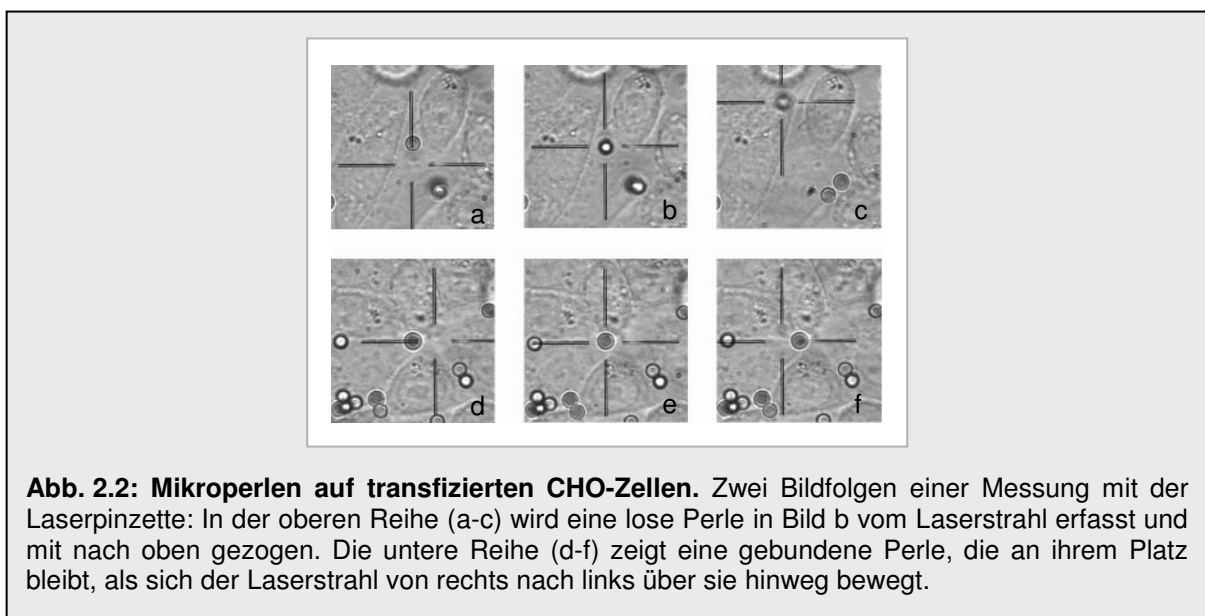 a
b
c
d
e
f
Abb. 2.2: Mikroperlen auf transfizierten CHO-Zellen. Zwei Bildfolgen einer Messung mit der
Laserpinzette: In der oberen Reihe (a-c) wird eine lose Perle in Bild b vom Laserstrahl erfasst und
mit nach oben gezogen. Die untere Reihe (d-f) zeigt eine gebundene Perle, die an ihrem Platz
bleibt, als sich der Laserstrahl von rechts nach links über sie hinweg bewegt.